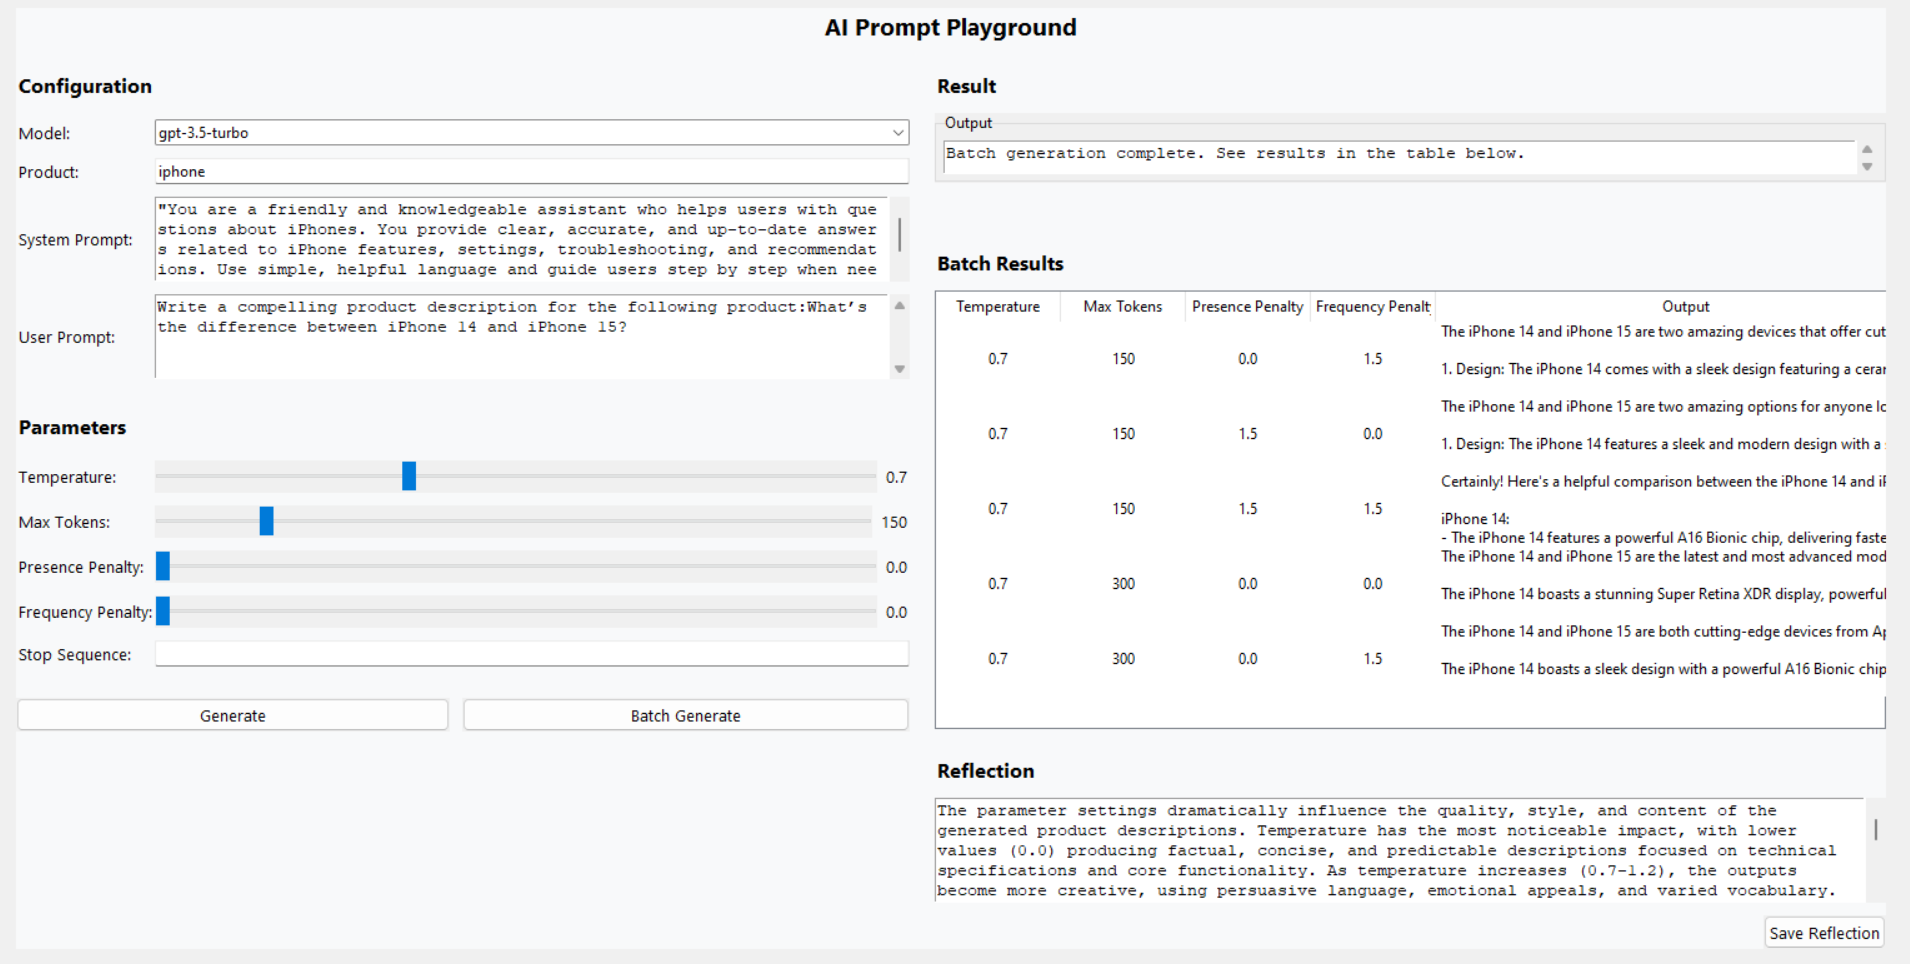 AI Prompt Playground
Configuration
Model:
gpt-3.5-turbo
Product:
iphone
System Prompt:
"You are a friendly and knowledgeable assistant who helps users with que
stions about iPhones. You provide clear, accurate, and up-to-date answer
s related to iPhone features, settings, troubleshooting, and recommendat
ions. Use simple, helpful language and guide users step by step when nee
User Prompt:
Write a compelling product description for the following product:What’s
the difference between iPhone 14 and iPhone 15?
Parameters
Temperature:
0.7
Max Tokens:
150
Presence Penalty:
0.0
Frequency Penalty:
0.0
Stop Sequence:
Generate
Batch Generate
Result
Output
Batch generation complete. See results in the table below.
Batch Results
Temperature Max Tokens Presence Penalty Frequency Penalt Output
The iPhone 14 and iPhone 15 are two amazing devices that offer cut
0.7 150 0.0 1.5
1. Design: The iPhone 14 comes with a sleek design featuring a cerar
The iPhone 14 and iPhone 15 are two amazing options for anyone lo
0.7 150 1.5 0.0
1. Design: The iPhone 14 features a sleek and modern design with a
Certainly! Here's a helpful comparison between the iPhone 14 and iF
0.7 150 1.5 1.5
iPhone 14:
- The iPhone 14 features a powerful A16 Bionic chip, delivering faste
The iPhone 14 and iPhone 15 are the latest and most advanced mod
0.7 300 0.0 0.0
The iPhone 14 boasts a stunning Super Retina XDR display, powerful
The iPhone 14 and iPhone 15 are both cutting-edge devices from Ap
0.7 300 0.0 1.5
The iPhone 14 boasts a sleek design with a powerful A16 Bionic chip
Reflection
The parameter settings dramatically influence the quality, style, and content of the
generated product descriptions. Temperature has the most noticeable impact, with lower
values (0.0) producing factual, concise, and predictable descriptions focused on technical
specifications and core functionality. As temperature increases (0.7-1.2), the outputs
become more creative, using persuasive language, emotional appeals, and varied vocabulary.
Save Reflection